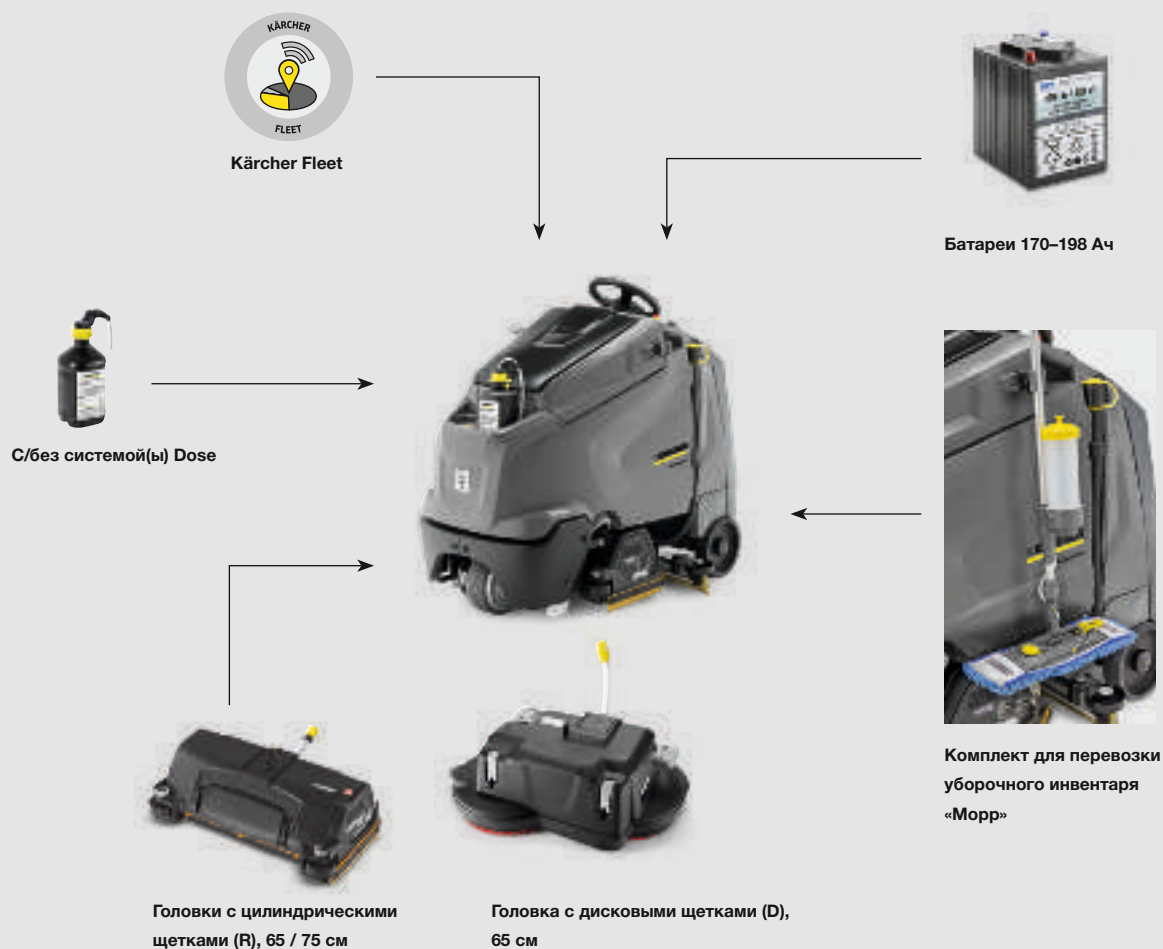 KÄRCHER
FLEET
Kärcher Fleet
Батареи 170–198 Ач
С/без системой(ы) Dose
Комплект для перевозки
уборочного инвентаря
«Mopp»
Головки с цилиндрическими
щетками (R), 65 / 75 см
Головка с дисковыми щетками (D),
65 см